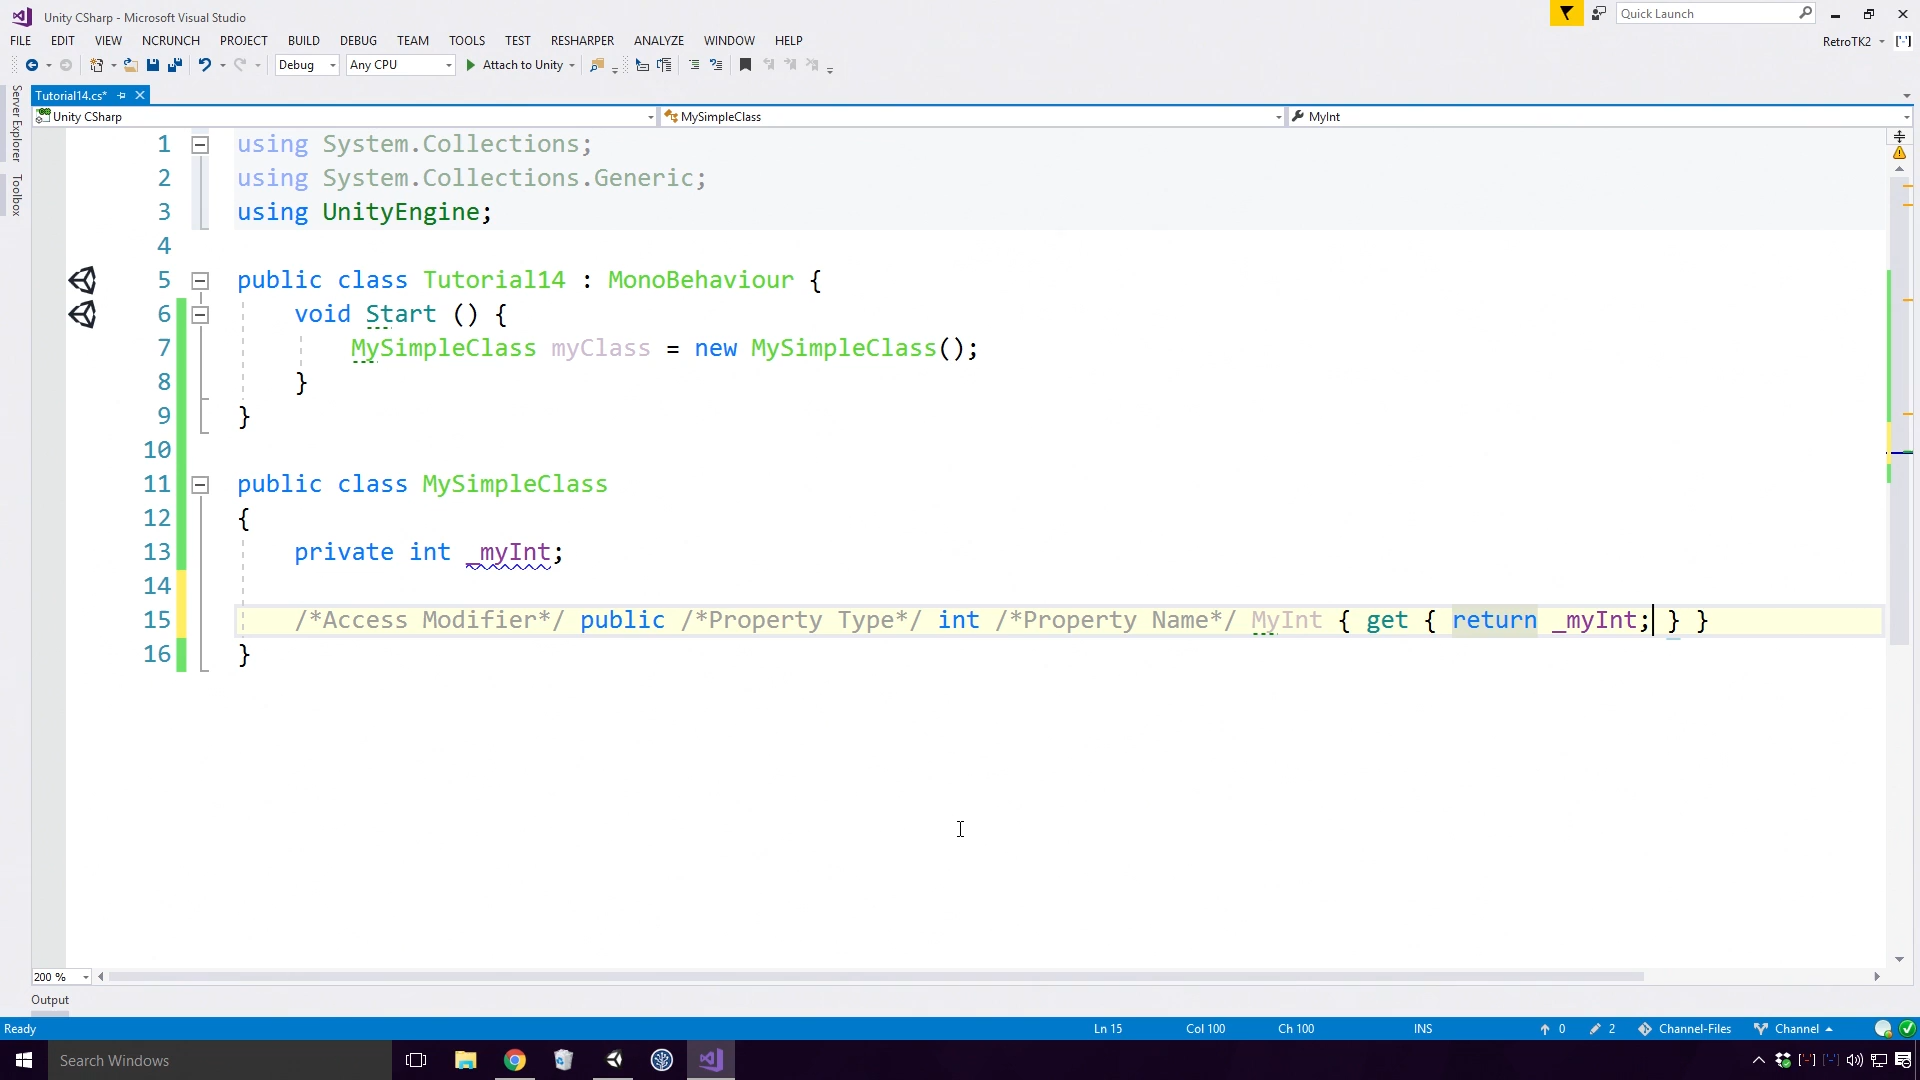 Unity CSharp - Microsoft Visual Studio
Quick Launch
FILE EDIT VIEW NCRUNCH PROJECT BUILD DEBUG TEAM TOOLS TEST RESHARPER ANALYZE WINDOW HELP
RetroTK2
Debug Any CPU Attach to Unity
Server Explorer
Toolbox
Tutorial14.cs*
Unity CSharp MySimpleClass MyInt
1 using System.Collections;
2 using System.Collections.Generic;
3 using UnityEngine;
4
5 public class Tutorial14 : MonoBehaviour {
6 void Start () {
7 MySimpleClass myClass = new MySimpleClass();
8 }
9 }
10
11 public class MySimpleClass
12 {
13 private int _myInt;
14
15 /*Access Modifier*/ public /*Property Type*/ int /*Property Name*/ MyInt { get { return _myInt; } }
16 }
200 %
Output
Ready Ln 15 Col 100 Ch 100 INS 0 2 Channel-Files Channel
Search Windows